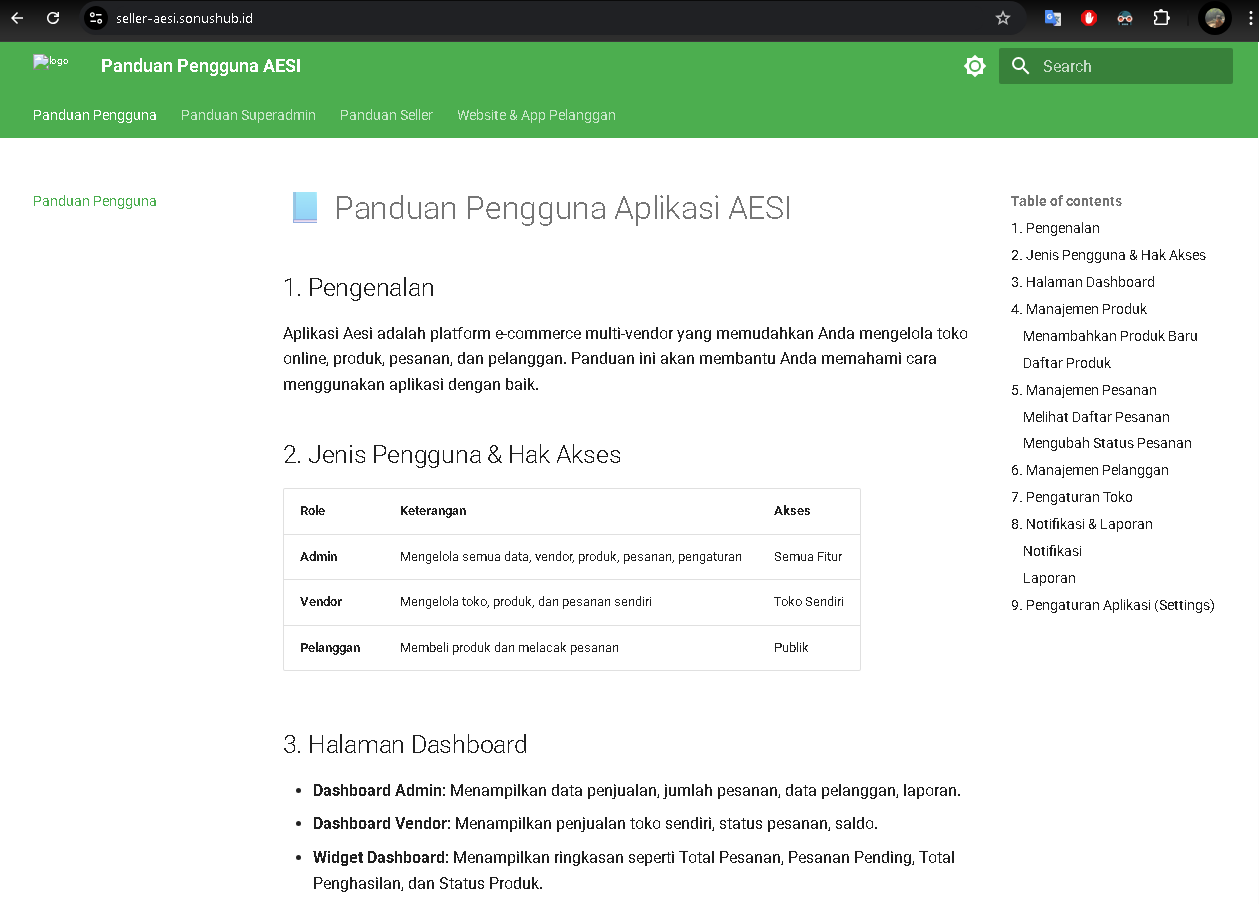 seller-aesi.sonushub.id
logo
Panduan Pengguna AESI
Search
Panduan Pengguna
Panduan Superadmin
Panduan Seller
Website & App Pelanggan
Panduan Pengguna
Panduan Pengguna Aplikasi AESI
1. Pengenalan
Aplikasi Aesi adalah platform e-commerce multi-vendor yang memudahkan Anda mengelola toko
online, produk, pesanan, dan pelanggan. Panduan ini akan membantu Anda memahami cara
menggunakan aplikasi dengan baik.
2. Jenis Pengguna & Hak Akses
Role Keterangan Akses
Admin Mengelola semua data, vendor, produk, pesanan, pengaturan Semua Fitur
Vendor Mengelola toko, produk, dan pesanan sendiri Toko Sendiri
Pelanggan Membeli produk dan melacak pesanan Publik
3. Halaman Dashboard
• Dashboard Admin: Menampilkan data penjualan, jumlah pesanan, data pelanggan, laporan.
• Dashboard Vendor: Menampilkan penjualan toko sendiri, status pesanan, saldo.
• Widget Dashboard: Menampilkan ringkasan seperti Total Pesanan, Pesanan Pending, Total
Penghasilan, dan Status Produk.
Table of contents
1. Pengenalan
2. Jenis Pengguna & Hak Akses
3. Halaman Dashboard
4. Manajemen Produk
Menambahkan Produk Baru
Daftar Produk
5. Manajemen Pesanan
Melihat Daftar Pesanan
Mengubah Status Pesanan
6. Manajemen Pelanggan
7. Pengaturan Toko
8. Notifikasi & Laporan
Notifikasi
Laporan
9. Pengaturan Aplikasi (Settings)